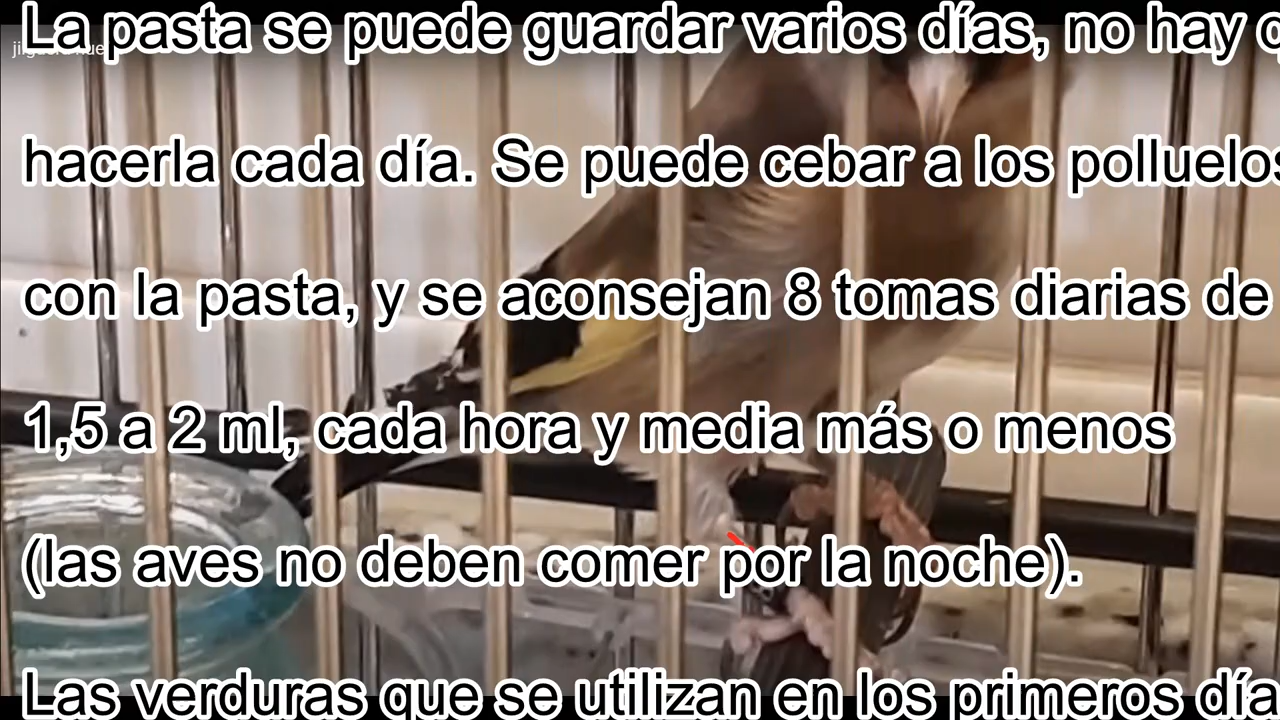 La pasta se puede guardar varios días, no hay
hacerla cada día. Se puede cebar a los polluelos
con la pasta, y se aconsejan 8 tomas diarias de
1,5 a 2 ml, cada hora y media más o menos
(las aves no deben comer por la noche).
Las verduras que se utilizan en los primeros